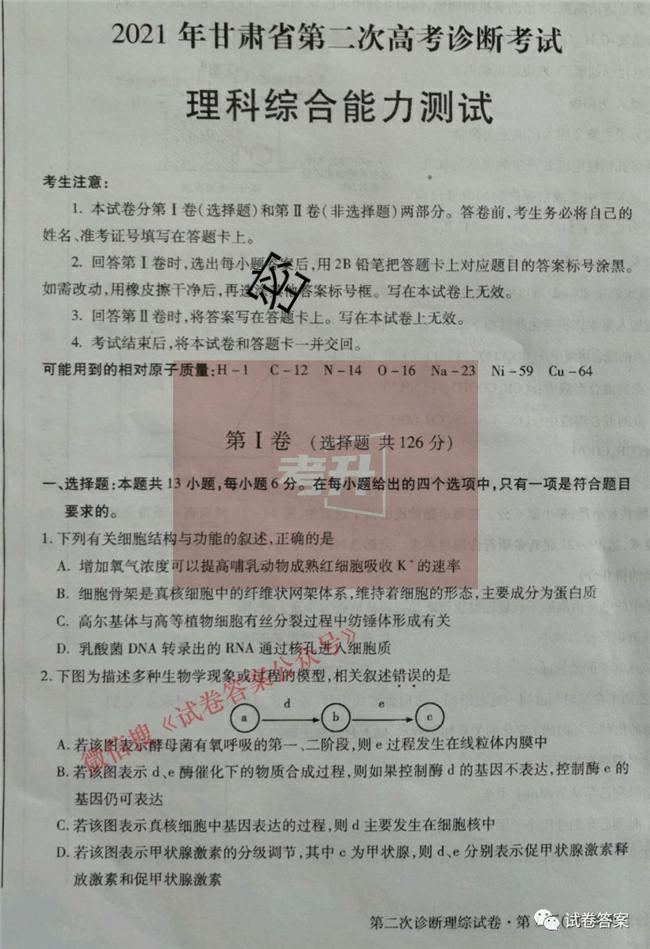 2021 年甘肃省第二次高考诊断考试
理科综合能力测试
考生注意:
1. 本试卷分第Ⅰ卷(选择题)和第Ⅱ卷(非选择题)两部分。答卷前,考生务必将自己的
姓名、准考证号填写在答题卡上。
2. 回答第Ⅰ卷时,选出每小题答案后,用2B铅笔把答题卡上对应题目的答案标号涂黑。
如需改动,用橡皮擦干净后,再选涂其他答案标号框。写在本试卷上无效。
3. 回答第Ⅱ卷时,将答案写在答题卡上。写在本试卷上无效。
4. 考试结束后,将本试卷和答题卡一并交回。
可能用到的相对原子质量:H-1 C-12 N-14 O-16 Na-23 Ni-59 Cu-64
第Ⅰ卷 (选择题 共126分)
考升
一、选择题:本题共13小题,每小题6分。在每小题给出的四个选项中,只有一项是符合题目
要求的。
1. 下列有关细胞结构与功能的叙述,正确的是
A. 增加氧气浓度可以提高哺乳动物成熟红细胞吸收K⁺的速率
B. 细胞骨架是真核细胞中的纤维状网架体系,维持着细胞的形态,主要成分为蛋白质
C. 高尔基体与高等植物细胞有丝分裂过程中纺锤体形成有关
D. 乳酸菌DNA转录出的RNA通过核孔进入细胞质
2. 下图为描述多种生物学现象或过程的模型,相关叙述错误的是
a d b e c
A. 若该图表示酵母菌有氧呼吸的第一、二阶段,则e过程发生在线粒体内膜中
B. 若该图表示d、e酶催化下的物质合成过程,则如果控制酶d的基因不表达,控制酶e的
基因仍可表达
C. 若该图表示真核细胞中基因表达的过程,则d主要发生在细胞核中
D. 若该图表示甲状腺激素的分级调节,其中c为甲状腺,则d、e分别表示促甲状腺激素释
放激素和促甲状腺激素
微信搜《试卷答案公众号》
第二次诊断理综试卷·第
试卷答案